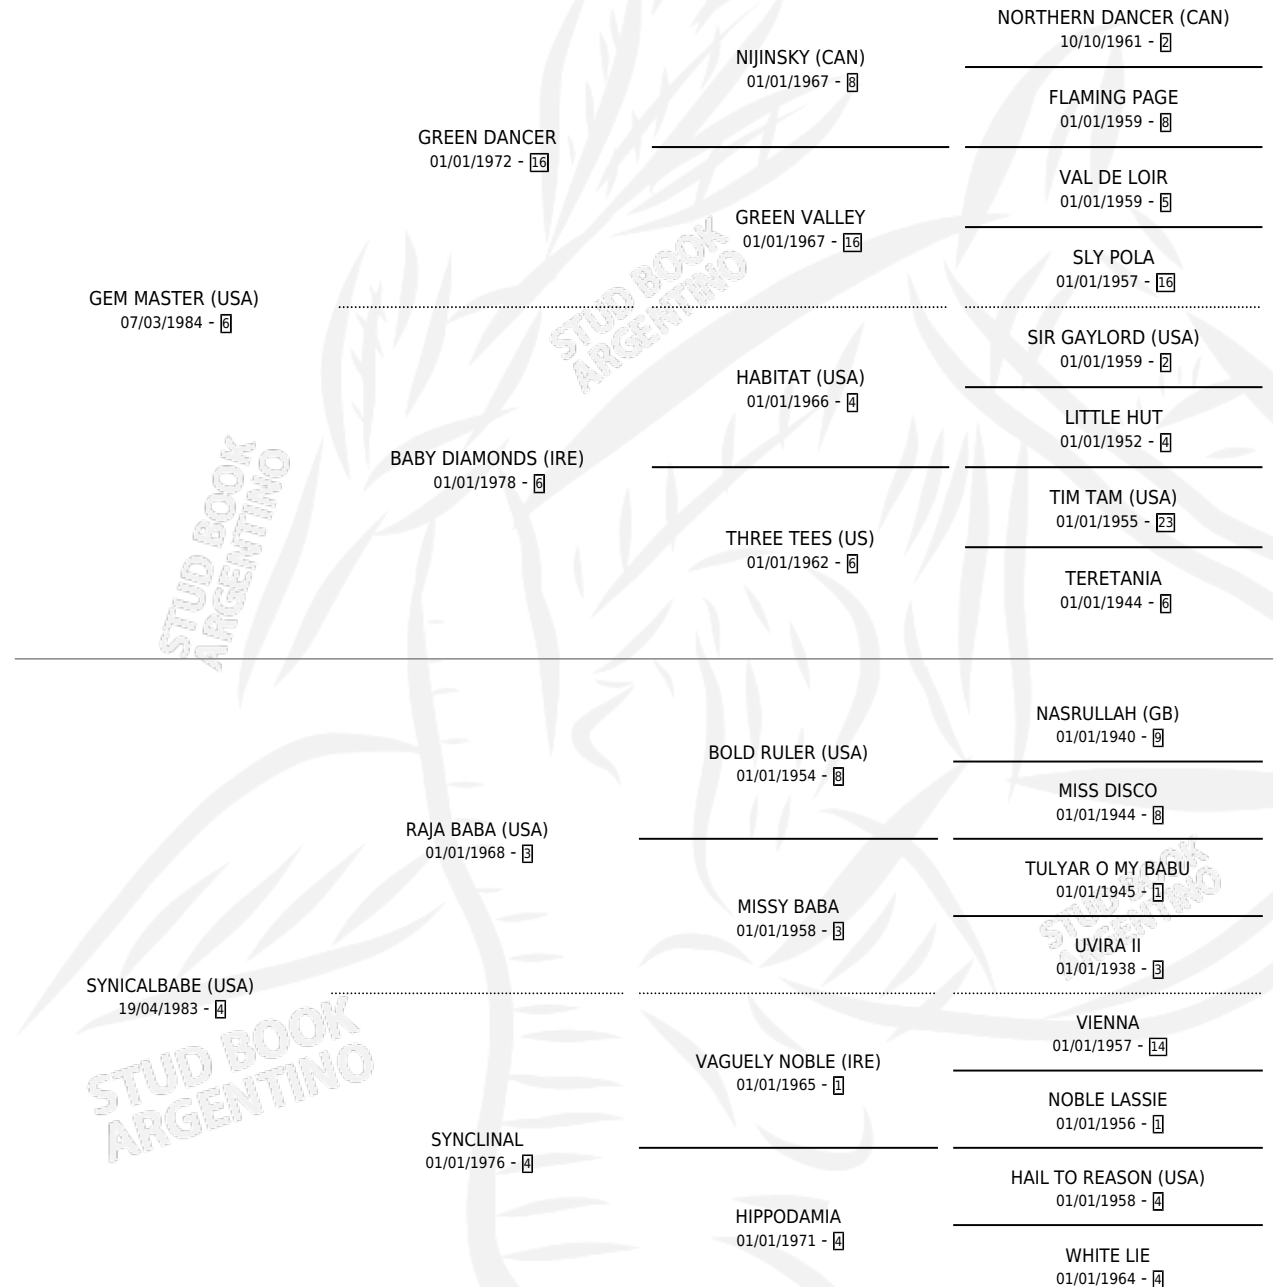 NORTHERN DANCER (CAN)
10/10/1961 - 2
NIJINSKY (CAN)
01/01/1967 - 8
FLAMING PAGE
01/01/1959 - 8
GREEN DANCER
01/01/1972 - 16
VAL DE LOIR
01/01/1959 - 5
GREEN VALLEY
01/01/1967 - 16
SLY POLA
01/01/1957 - 16
GEM MASTER (USA)
07/03/1984 - 6
SIR GAYLORD (USA)
01/01/1959 - 2
HABITAT (USA)
01/01/1966 - 4
LITTLE HUT
01/01/1952 - 4
BABY DIAMONDS (IRE)
01/01/1978 - 6
TIM TAM (USA)
01/01/1955 - 23
THREE TEES (US)
01/01/1962 - 6
TERETANIA
01/01/1944 - 6
NASRULLAH (GB)
01/01/1940 - 9
BOLD RULER (USA)
01/01/1954 - 8
MISS DISCO
01/01/1944 - 8
RAJA BABA (USA)
01/01/1968 - 3
TULYAR O MY BABU
01/01/1945 - 1
MISSY BABA
01/01/1958 - 3
UVIRA II
01/01/1938 - 3
SYNICALBABE (USA)
19/04/1983 - 4
VIENNA
01/01/1957 - 14
VAGUELY NOBLE (IRE)
01/01/1965 - 1
NOBLE LASSIE
01/01/1956 - 1
SYNCLINAL
01/01/1976 - 4
HAIL TO REASON (USA)
01/01/1958 - 4
HIPPODAMIA
01/01/1971 - 4
WHITE LIE
01/01/1964 - 4
STUD BOOK
ARGENTINO
STUD BOOK
ARGENTINO
STUD BOOK
ARGENTINO
STUD BOOK
ARGENTINO